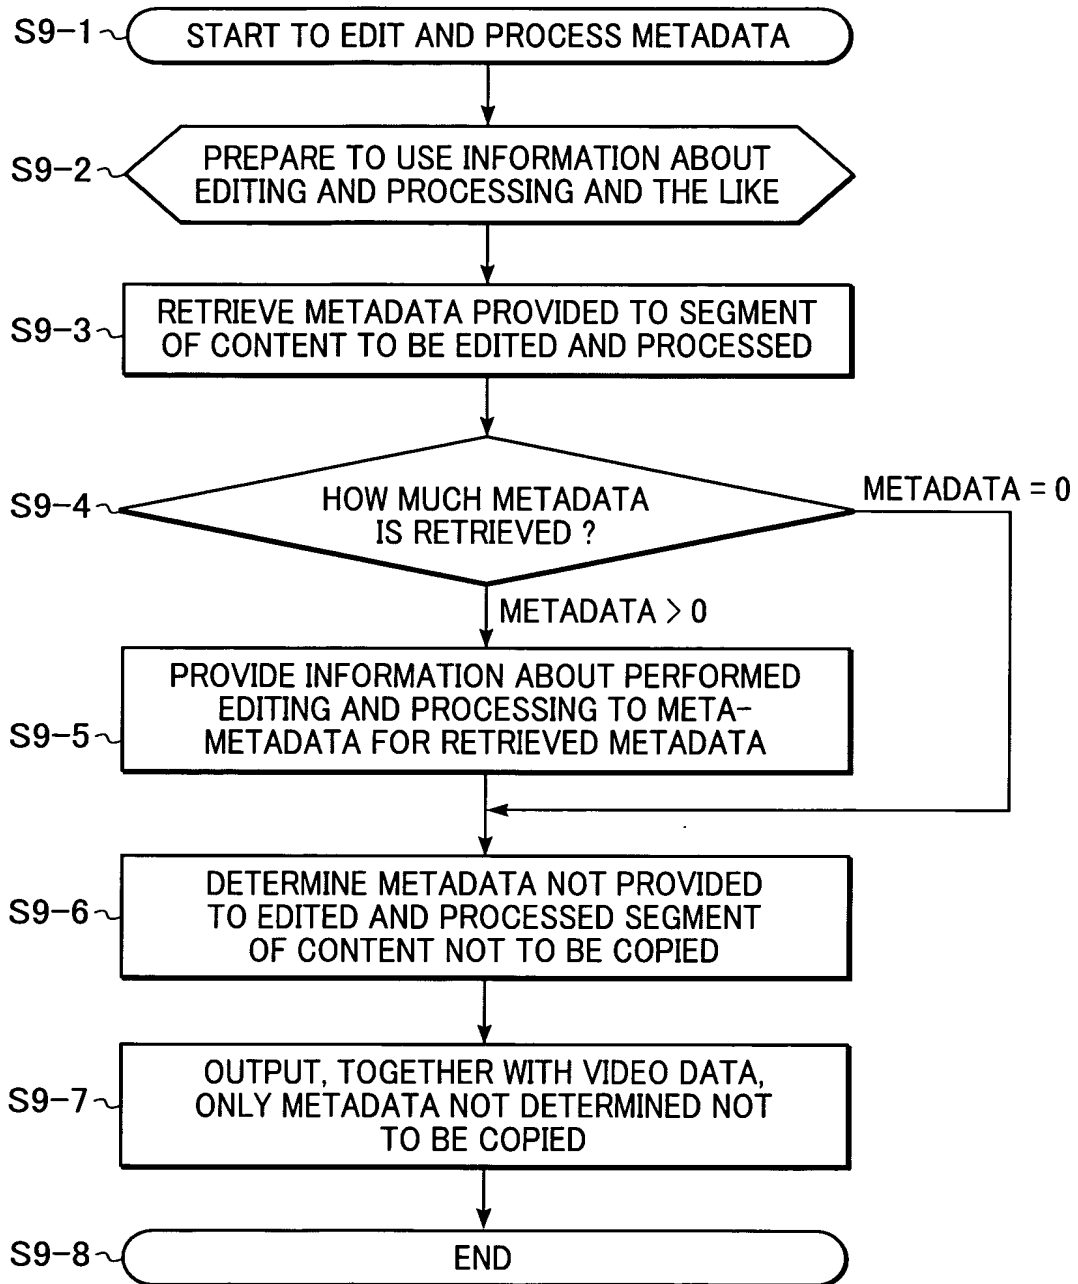 S9-1
START TO EDIT AND PROCESS METADATA
S9-2
PREPARE TO USE INFORMATION ABOUT
EDITING AND PROCESSING AND THE LIKE
S9-3
RETRIEVE METADATA PROVIDED TO SEGMENT
OF CONTENT TO BE EDITED AND PROCESSED
S9-4
HOW MUCH METADATA
IS RETRIEVED ?
METADATA = 0
METADATA > 0
S9-5
PROVIDE INFORMATION ABOUT PERFORMED
EDITING AND PROCESSING TO META-
METADATA FOR RETRIEVED METADATA
S9-6
DETERMINE METADATA NOT PROVIDED
TO EDITED AND PROCESSED SEGMENT
OF CONTENT NOT TO BE COPIED
S9-7
OUTPUT, TOGETHER WITH VIDEO DATA,
ONLY METADATA NOT DETERMINED NOT
TO BE COPIED
S9-8
END